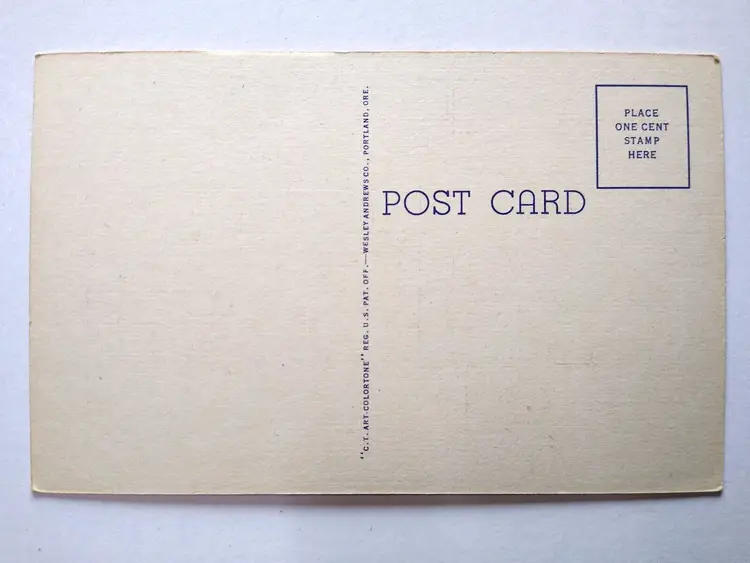 "C.T. ART-COLORTONE" REG. U.S. PAT. OFF.—WESLEY ANDREWS CO., PORTLAND, ORE.
POST CARD
PLACE
ONE CENT
STAMP
HERE